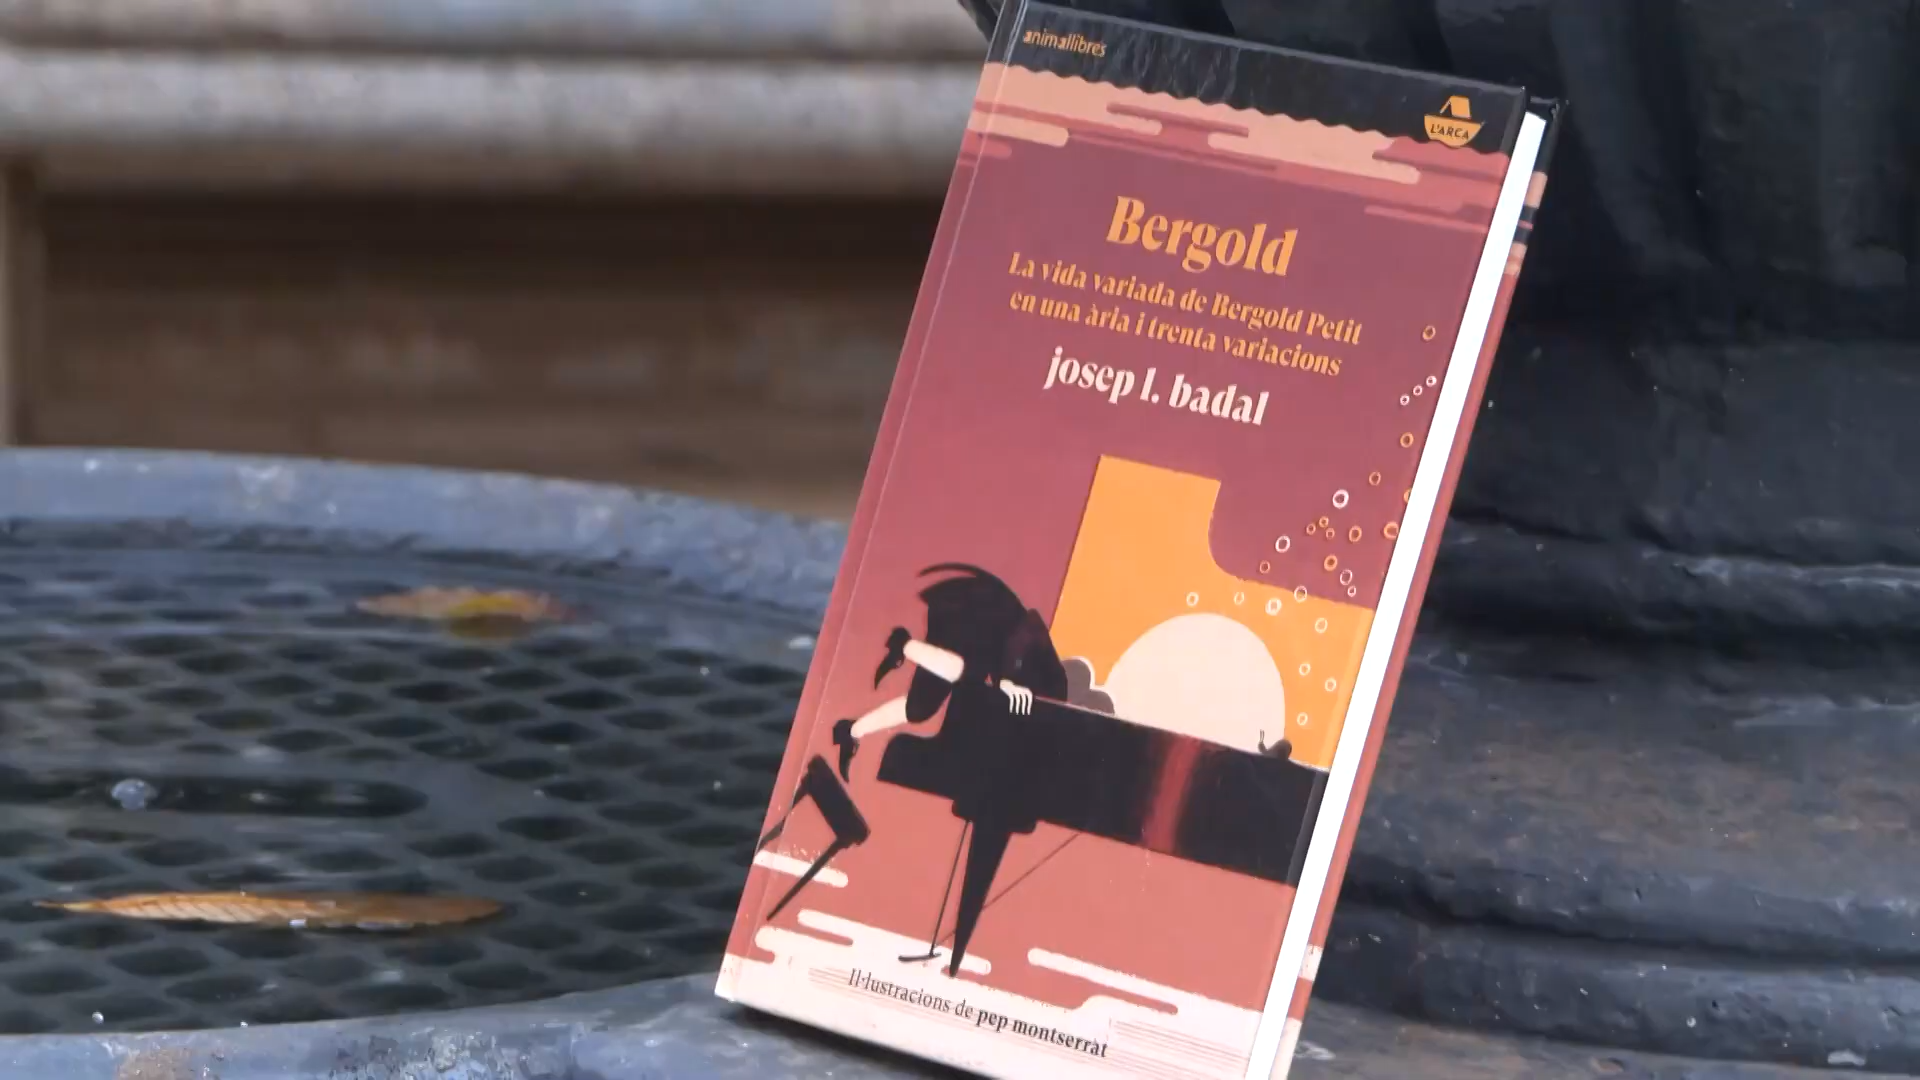 animallibres
L'ARCA
Bergold
La vida variada de Bergold Petit
en una ària i trenta variacions
josep l. badal
Il·lustracions de pep montserrat